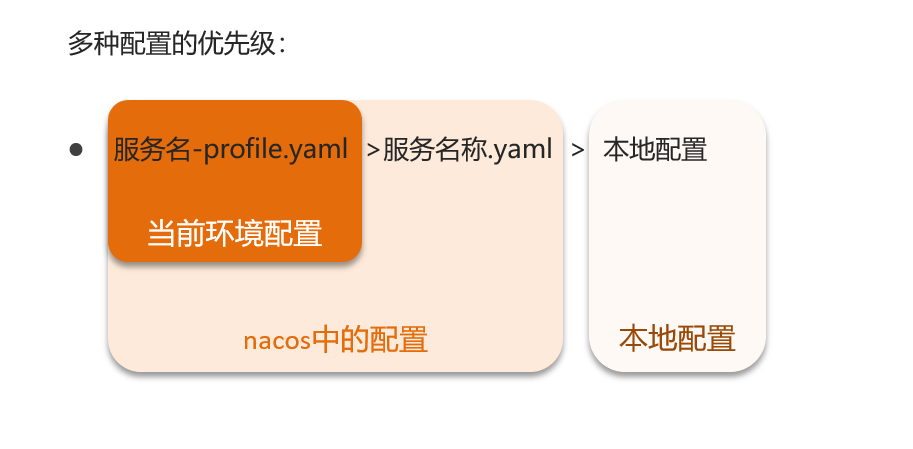 多种配置的优先级：
● 服务名-profile.yaml >服务名称.yaml > 本地配置
当前环境配置
nacos中的配置 本地配置